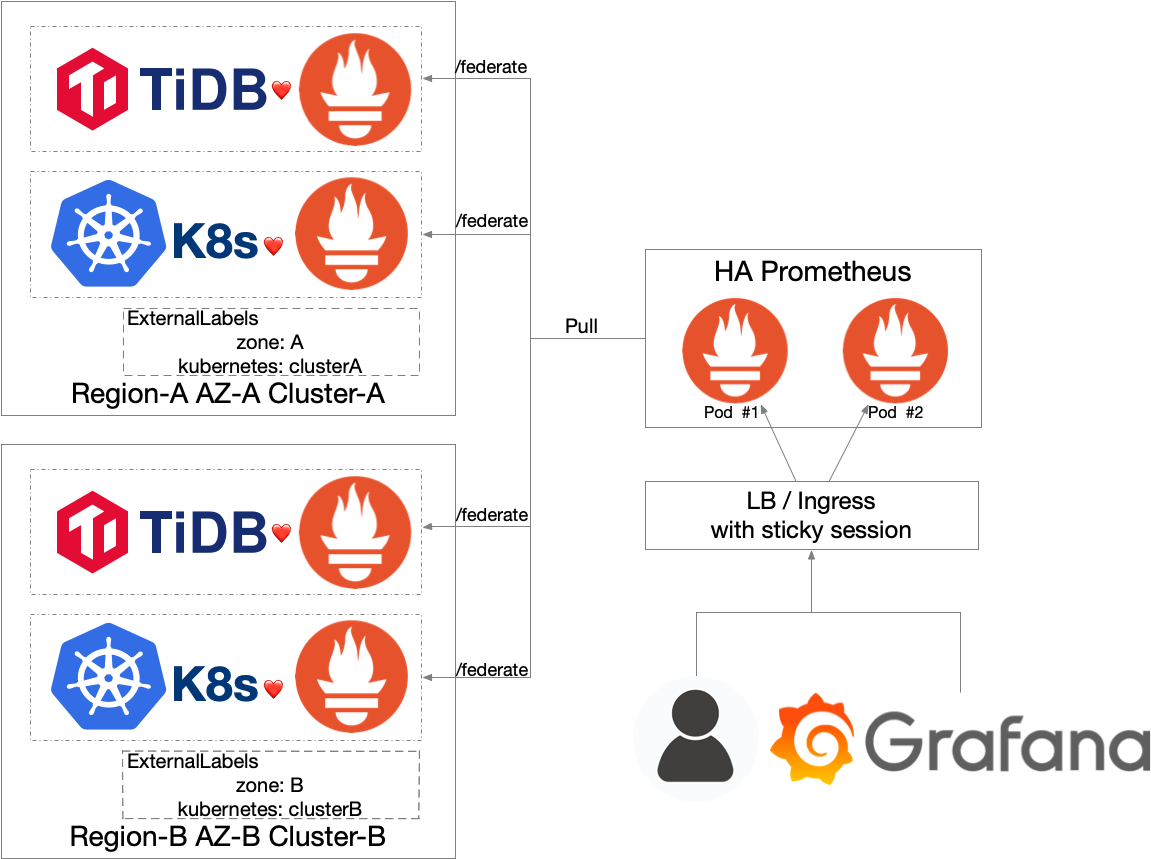 TiDB
/federate
K8s
/federate
ExternalLabels
zone: A
kubernetes: clusterA
Region-A AZ-A Cluster-A
TiDB
/federate
K8s
/federate
ExternalLabels
zone: B
kubernetes: clusterB
Region-B AZ-B Cluster-B
Pull
HA Prometheus
Pod #1
Pod #2
LB / Ingress
with sticky session
Grafana